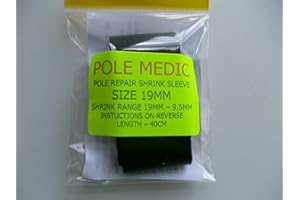 POLE MEDIC
POLE REPAIR SHRINK SLEEVE
SIZE 19MM
SHRINK RANGE 19MM – 9.5MM
INSTUCTIONS ON REVERSE
LENGTH – 40CM